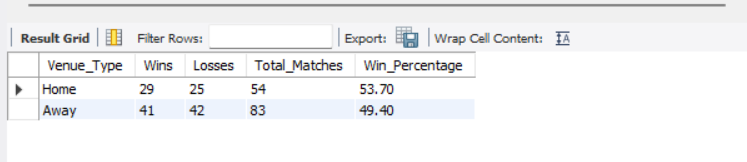 Result Grid Filter Rows: Export: Wrap Cell Content:
Venue_Type Wins Losses Total_Matches Win_Percentage
Home 29 25 54 53.70
Away 41 42 83 49.40